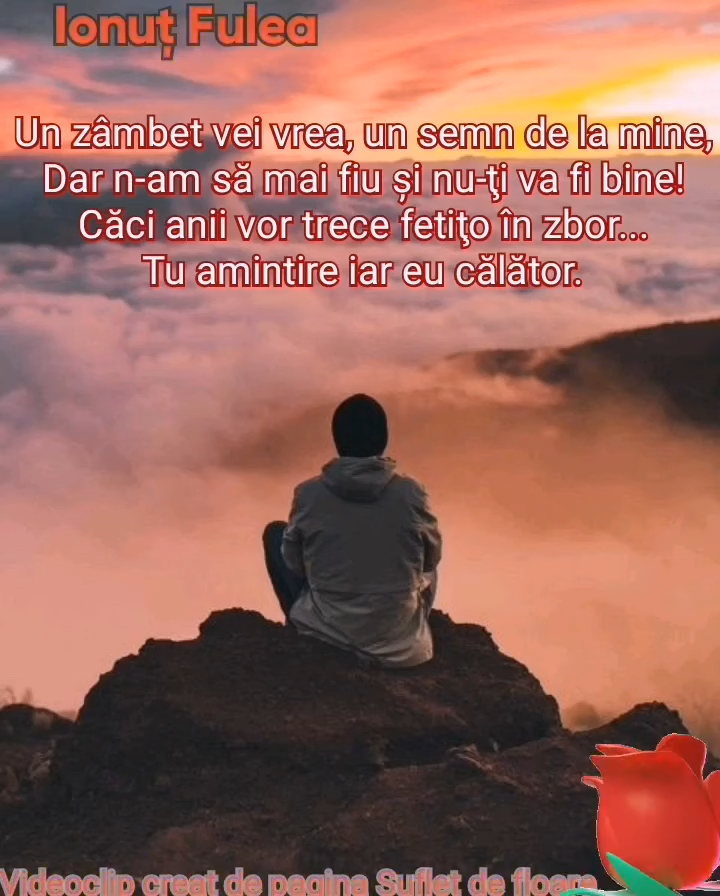 Ionuț Fulea
Un zâmbet vei vrea, un semn de la mine,
Dar n-am să mai fiu și nu-ţi va fi bine!
Căci anii vor trece fetiţo în zbor...
Tu amintire iar eu călător.
Videoclip creat de pagina Suflet de floare